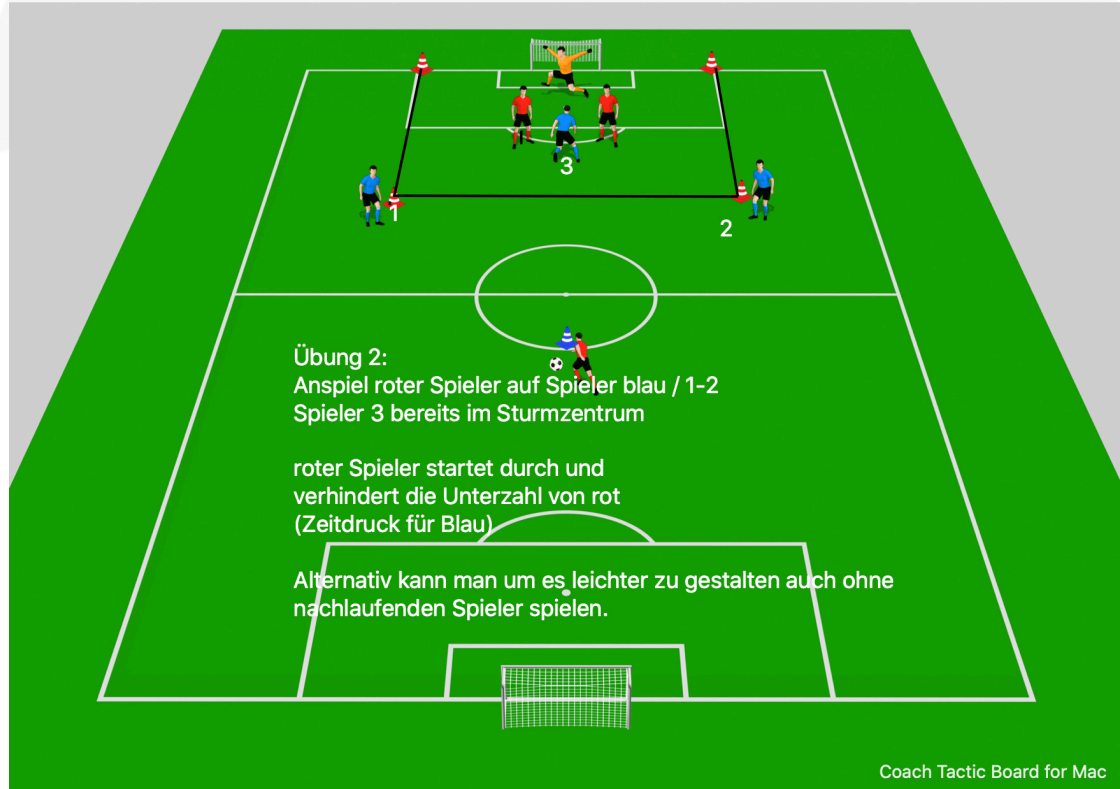 3
1
2
Übung 2:
Anspiel roter Spieler auf Spieler blau / 1-2
Spieler 3 bereits im Sturmzentrum
roter Spieler startet durch und
verhindert die Unterzahl von rot
(Zeitdruck für Blau)
Alternativ kann man um es leichter zu gestalten auch ohne
nachlaufenden Spieler spielen.
Coach Tactic Board for Mac